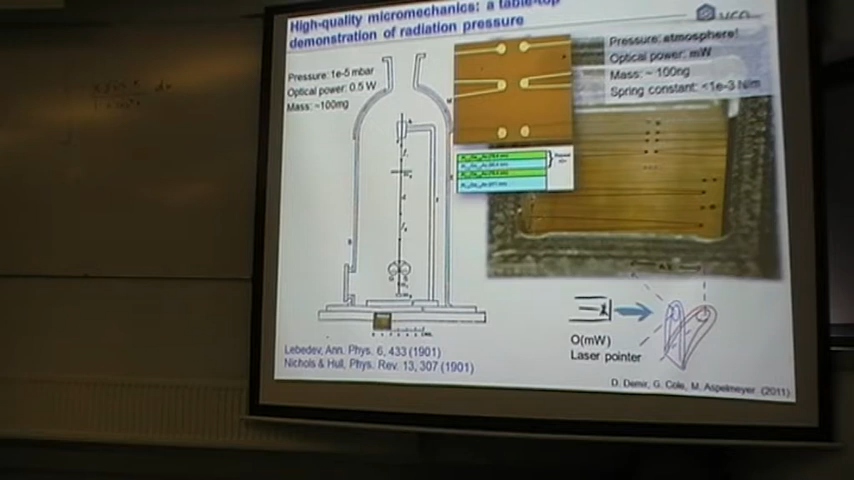 High-quality micromechanics: a table-top
demonstration of radiation pressure
VCQ
Pressure: 1e-5 mbar
Optical power: 0.5 W
Mass: ~100mg
Pressure: atmosphere!
Optical power: mW
Mass: ~ 100ng
Spring constant: <1e-3 N/m
O(mW)
Laser pointer
Lebedev, Ann. Phys. 6, 433 (1901)
Nichols & Hull, Phys. Rev. 13, 307 (1901)
D. Demir, G. Cole, M. Aspelmeyer (2011)